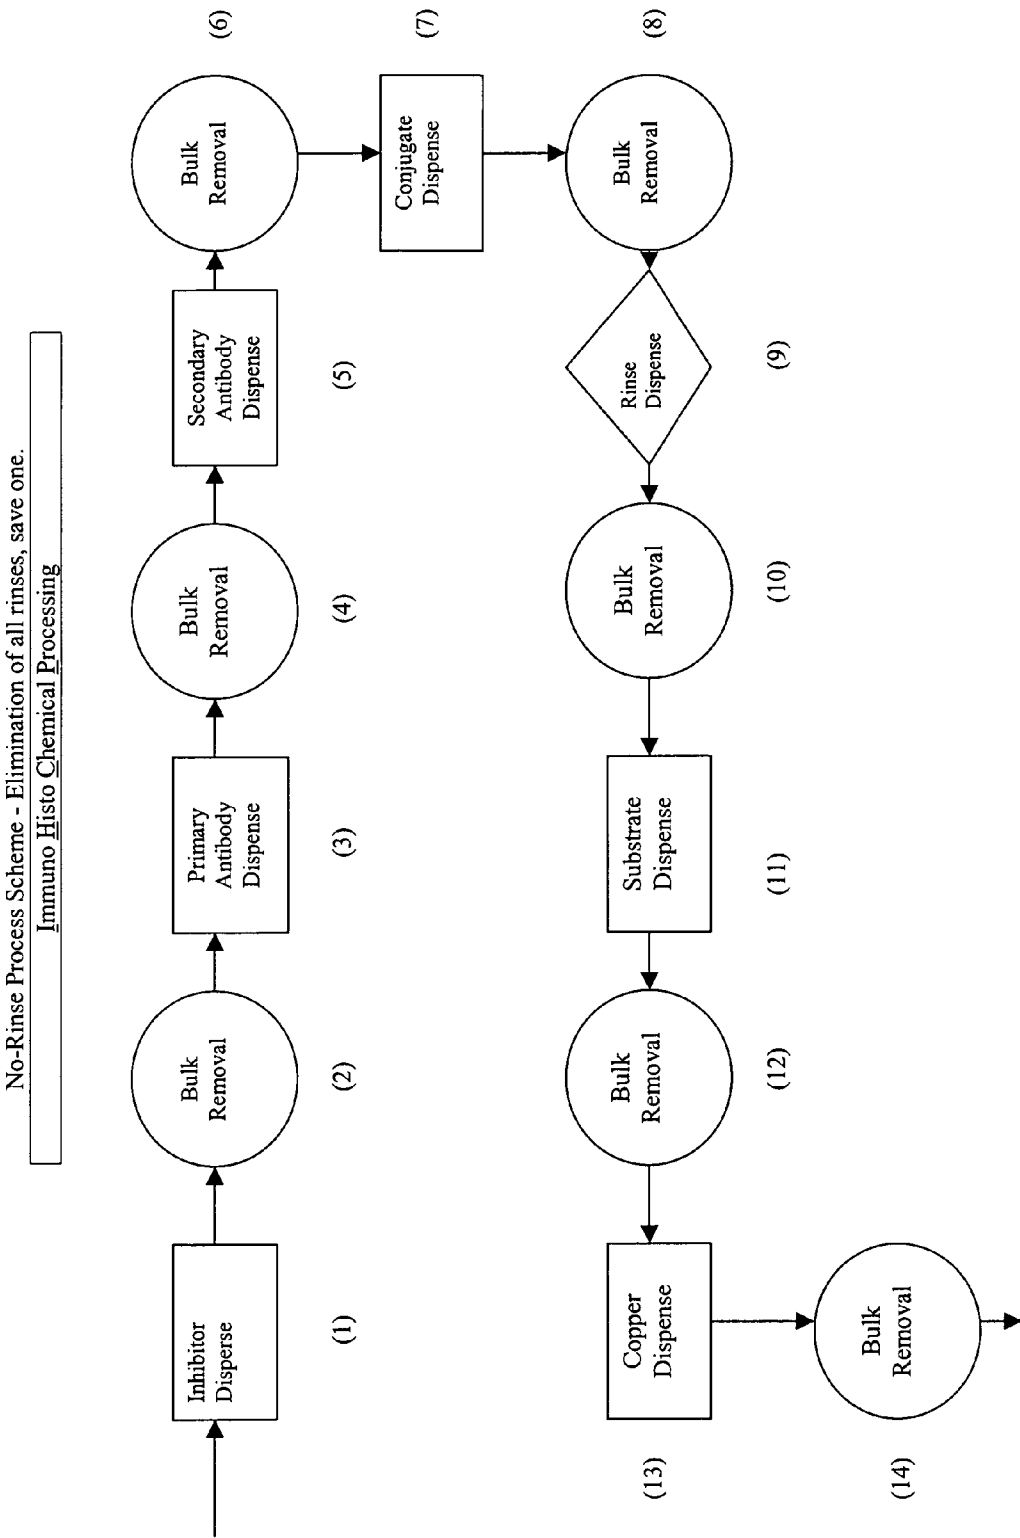 No-Rinse Process Scheme - Elimination of all rinses, save one.
Immuno Histo Chemical Processing
Inhibitor
Disperse
(1)
Bulk
Removal
(2)
Primary
Antibody
Dispense
(3)
Bulk
Removal
(4)
Secondary
Antibody
Dispense
(5)
Bulk
Removal
(6)
Conjugate
Dispense
(7)
Bulk
Removal
(8)
Rinse
Dispense
(9)
Bulk
Removal
(10)
Substrate
Dispense
(11)
Bulk
Removal
(12)
Copper
Dispense
(13)
Bulk
Removal
(14)